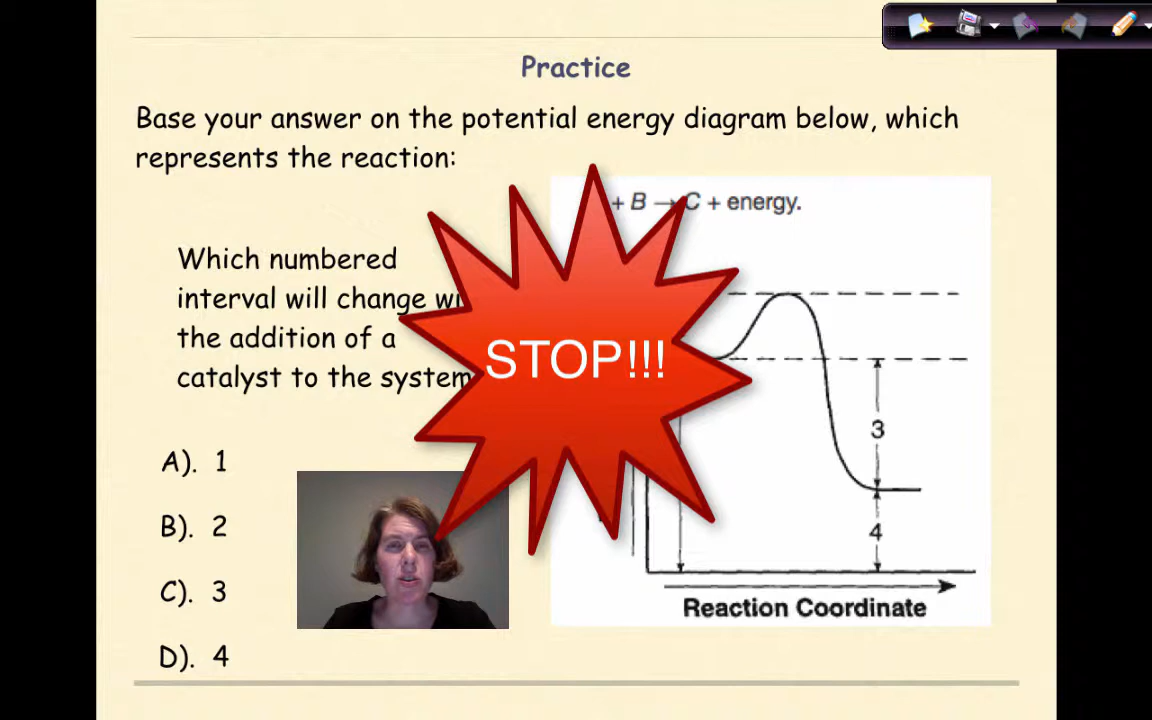 Practice
Base your answer on the potential energy diagram below, which
represents the reaction:
+ B → C + energy.
Which numbered
interval will change
the addition of a
catalyst to the system
STOP!!!
3
4
A). 1
B). 2
C). 3
D). 4
Reaction Coordinate